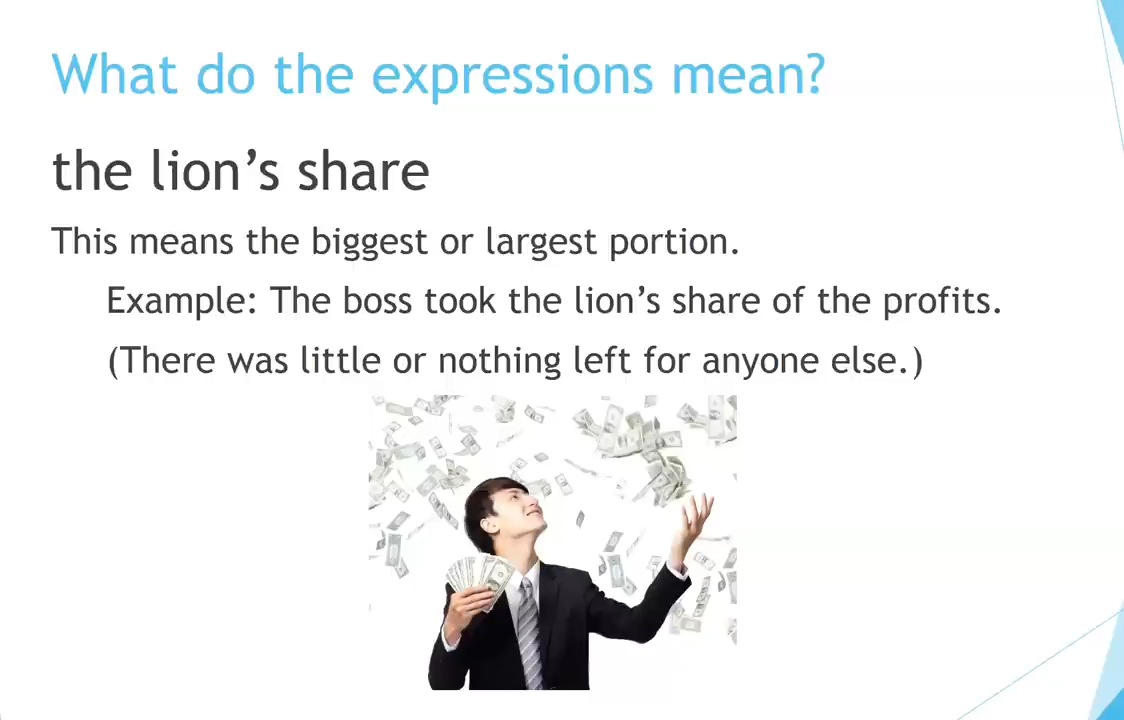 What do the expressions mean?
the lion’s share
This means the biggest or largest portion.
Example: The boss took the lion’s share of the profits.
(There was little or nothing left for anyone else.)